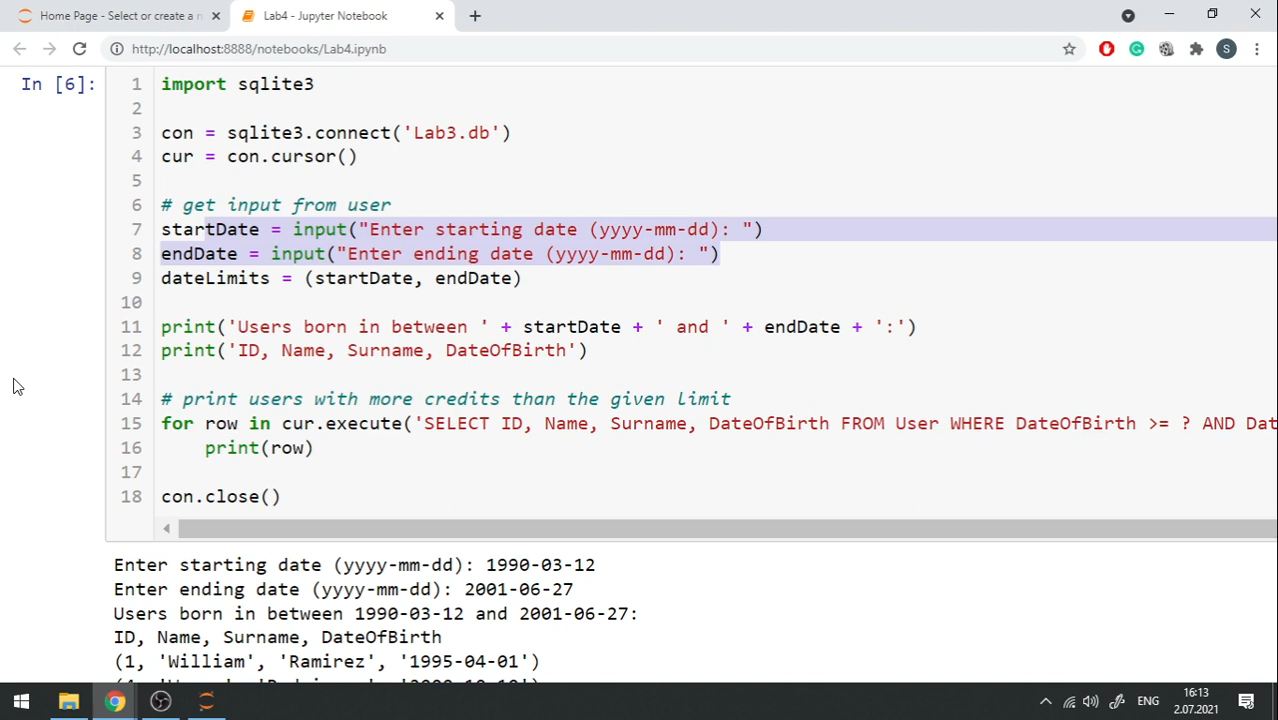 Home Page - Select or create a n
Lab4 - Jupyter Notebook
http://localhost:8888/notebooks/Lab4.ipynb
S
In [6]:
1 import sqlite3
2
3 con = sqlite3.connect('Lab3.db')
4 cur = con.cursor()
5
6 # get input from user
7 startDate = input("Enter starting date (yyyy-mm-dd): ")
8 endDate = input("Enter ending date (yyyy-mm-dd): ")
9 dateLimits = (startDate, endDate)
10
11 print('Users born in between ' + startDate + ' and ' + endDate + ':')
12 print('ID, Name, Surname, DateOfBirth')
13
14 # print users with more credits than the given limit
15 for row in cur.execute('SELECT ID, Name, Surname, DateOfBirth FROM User WHERE DateOfBirth >= ? AND Dat
16     print(row)
17
18 con.close()
Enter starting date (yyyy-mm-dd): 1990-03-12
Enter ending date (yyyy-mm-dd): 2001-06-27
Users born in between 1990-03-12 and 2001-06-27:
ID, Name, Surname, DateOfBirth
(1, 'William', 'Ramirez', '1995-04-01')
ENG
16:13
2.07.2021